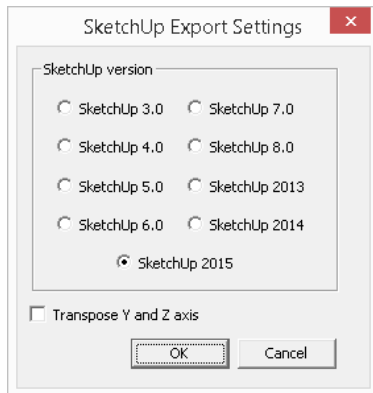 SketchUp Export Settings
SketchUp version
SketchUp 3.0 SketchUp 7.0
SketchUp 4.0 SketchUp 8.0
SketchUp 5.0 SketchUp 2013
SketchUp 6.0 SketchUp 2014
SketchUp 2015
Transpose Y and Z axis
OK Cancel